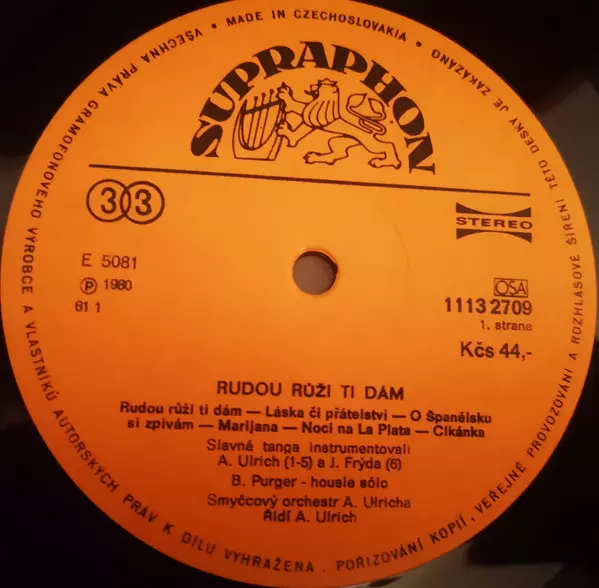 VŠECHNA PRÁVA GRAMOFONOVÉHO VÝROBCE A VLASTNÍKŮ AUTORSKÝCH PRÁV K DÍLU VYHRAŽENA. POŘIZOVÁNÍ KOPIÍ, VEŘEJNÉ PROVOZOVÁNÍ A ROZHLASOVÉ ŠÍŘENÍ TÉTO DESKY JE ZAKÁZÁNO • MADE IN CZECHOSLOVAKIA •
SUPRAPHON
33
STEREO
E 5081
℗ 1980
61 1
OSA
1113 2709
1. strana
Kčs 44,-
RUDOU RŮŽI TI DÁM
Rudou růži ti dám — Láska či přátelství — O Španělsku
si zpívám — Marijana — Noci na La Plata — Cikánka
Slavná tanga instrumentovali
A. Ulrich (1-5) a J. Frýda (6)
B. Purger - housle sólo
Smyčcový orchestr A. Ulricha
Řídí A. Ulrich